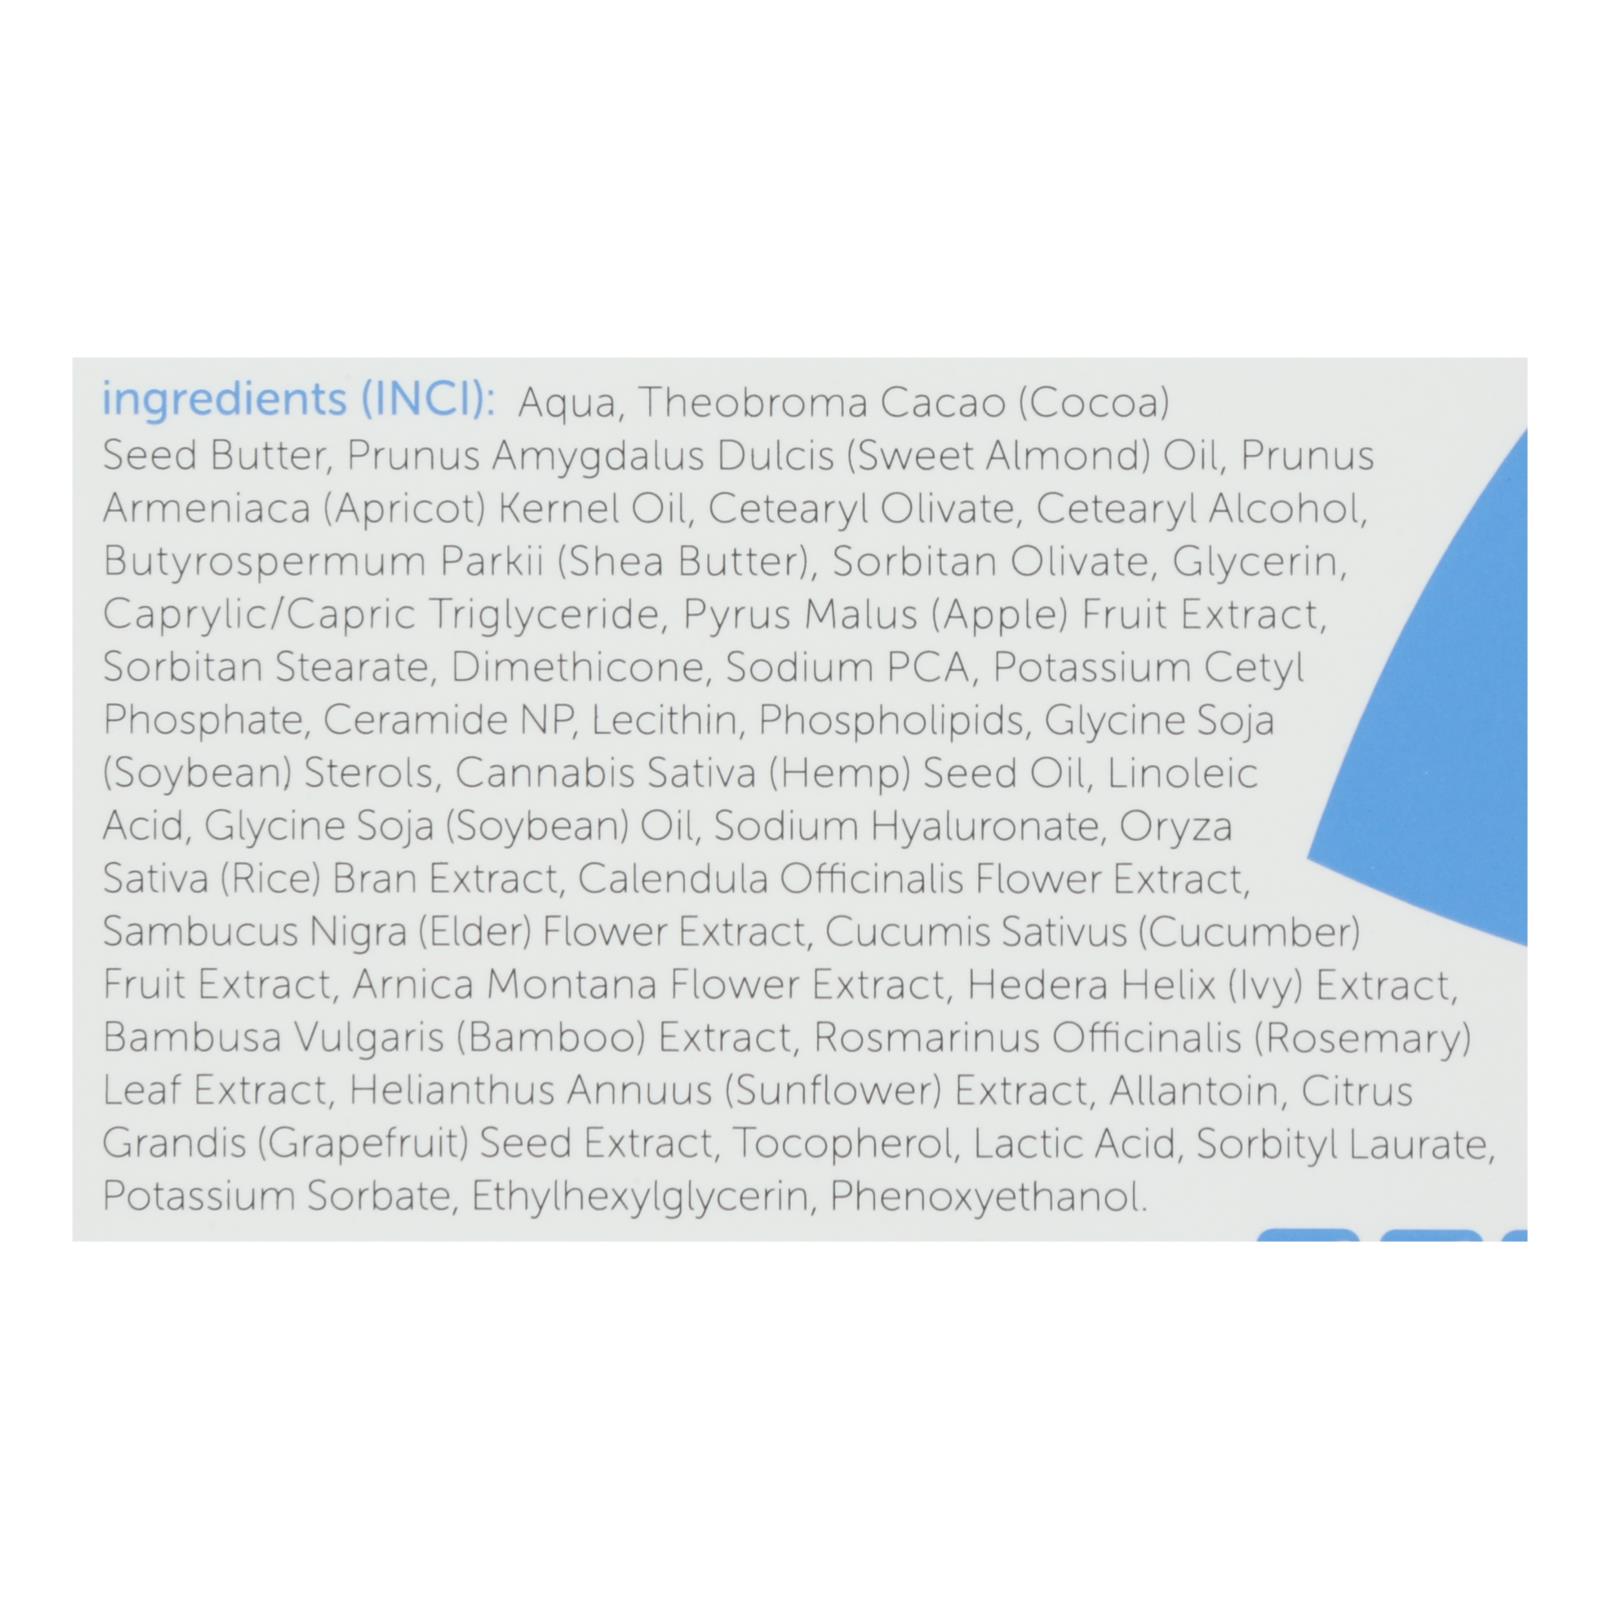 ingredients (INCI): Aqua, Theobroma Cacao (Cocoa)
Seed Butter, Prunus Amygdalus Dulcis (Sweet Almond) Oil, Prunus
Armeniaca (Apricot) Kernel Oil, Cetearyl Olivate, Cetearyl Alcohol,
Butyrospermum Parkii (Shea Butter), Sorbitan Olivate, Glycerin,
Caprylic/Capric Triglyceride, Pyrus Malus (Apple) Fruit Extract,
Sorbitan Stearate, Dimethicone, Sodium PCA, Potassium Cetyl
Phosphate, Ceramide NP, Lecithin, Phospholipids, Glycine Soja
(Soybean) Sterols, Cannabis Sativa (Hemp) Seed Oil, Linoleic
Acid, Glycine Soja (Soybean) Oil, Sodium Hyaluronate, Oryza
Sativa (Rice) Bran Extract, Calendula Officinalis Flower Extract,
Sambucus Nigra (Elder) Flower Extract, Cucumis Sativus (Cucumber)
Fruit Extract, Arnica Montana Flower Extract, Hedera Helix (Ivy) Extract,
Bambusa Vulgaris (Bamboo) Extract, Rosmarinus Officinalis (Rosemary)
Leaf Extract, Helianthus Annuus (Sunflower) Extract, Allantoin, Citrus
Grandis (Grapefruit) Seed Extract, Tocopherol, Lactic Acid, Sorbityl Laurate,
Potassium Sorbate, Ethylhexylglycerin, Phenoxyethanol.